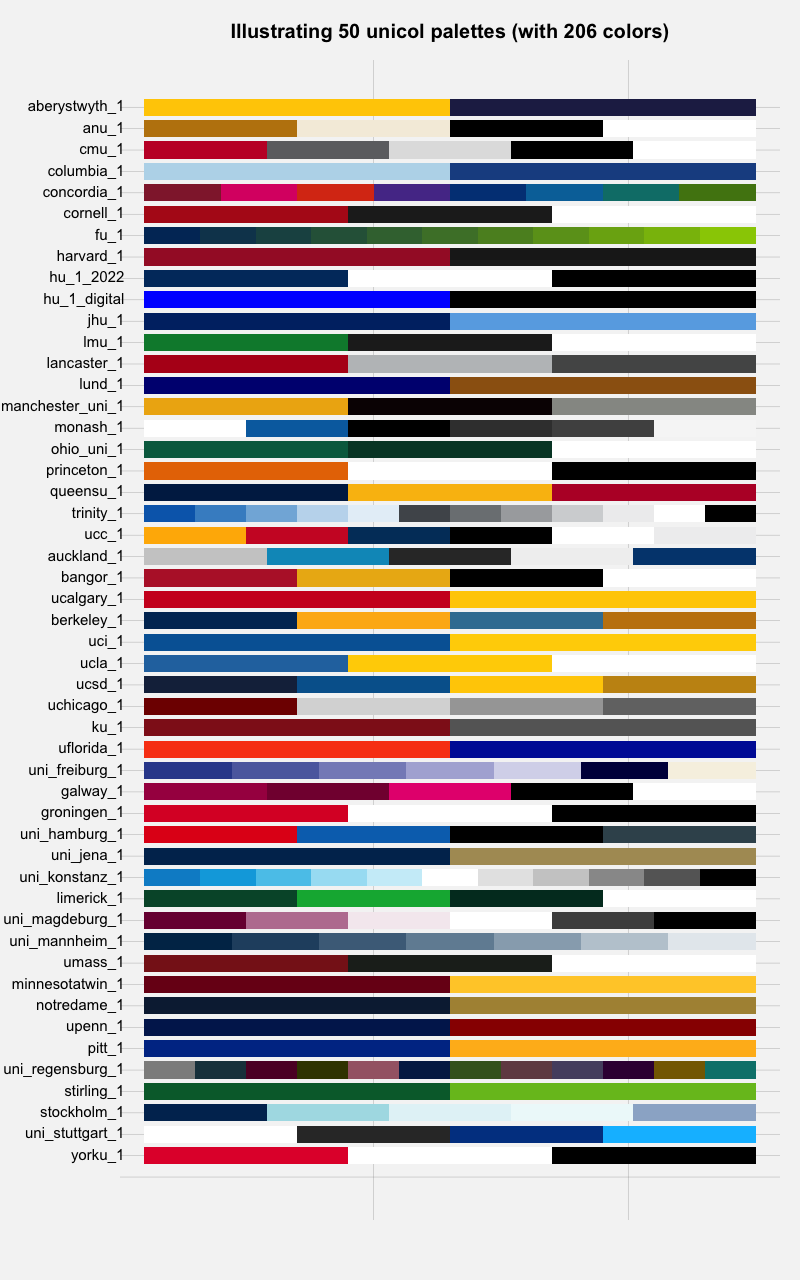 Illustrating 50 unicol palettes (with 206 colors)
aberystwyth_1
anu_1
cmu_1
columbia_1
concordia_1
cornell_1
fu_1
harvard_1
hu_1_2022
hu_1_digital
jhu_1
lmu_1
lancaster_1
lund_1
manchester_uni_1
monash_1
ohio_uni_1
princeton_1
queensu_1
trinity_1
ucc_1
auckland_1
bangor_1
ucalgary_1
berkeley_1
uci_1
ucla_1
ucsd_1
uchicago_1
ku_1
uflorida_1
uni_freiburg_1
galway_1
groningen_1
uni_hamburg_1
uni_jena_1
uni_konstanz_1
limerick_1
uni_magdeburg_1
uni_mannheim_1
umass_1
minnesotatwin_1
notredame_1
upenn_1
pitt_1
uni_regensburg_1
stirling_1
stockholm_1
uni_stuttgart_1
yorku_1